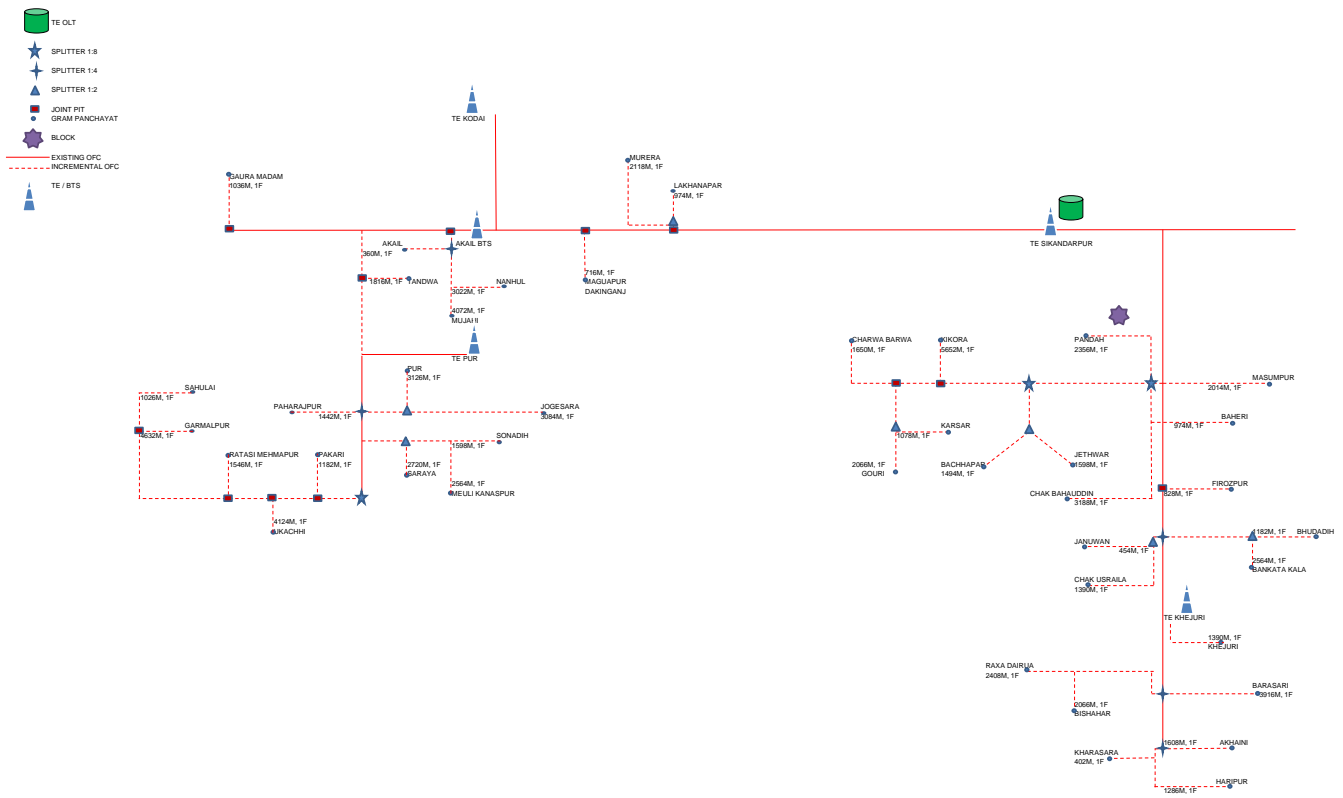 TE OLT
SPLITTER 1:8
SPLITTER 1:4
SPLITTER 1:2
JOINT PIT
GRAM PANCHAYAT
BLOCK
EXISTING OFC
INCREMENTAL OFC
TE / BTS
TE KODAI
MURERA
2118M, 1F
LAKHANAPAR
974M, 1F
GAURA MADAM
1036M, 1F
AKAIL
360M, 1F
AKAIL BTS
TE SIKANDARPUR
1816M, 1F
TANDWA
3022M, 1F
NANHUL
716M, 1F
MAGUAPUR
DAKINGANJ
4072M, 1F
MUJAHI
TE PUR
PUR
3126M, 1F
SAHULAI
1026M, 1F
PAHARAJPUR
1442M, 1F
JOGESARA
3084M, 1F
GARMALPUR
4632M, 1F
SONADIH
1598M, 1F
RATASI MEHMAPUR
1546M, 1F
PAKARI
1182M, 1F
2720M, 1F
SARAYA
2564M, 1F
MEULI KANASPUR
4124M, 1F
UKACHHI
CHARWA BARWA
1650M, 1F
KIKORA
5652M, 1F
PANDAH
2356M, 1F
MASUMPUR
2014M, 1F
BAHERI
974M, 1F
KARSAR
1078M, 1F
2066M, 1F
GOURI
BACHHAPAR
1494M, 1F
JETHWAR
1598M, 1F
CHAK BAHAUDDIN
3188M, 1F
FIROZPUR
828M, 1F
JANUWAN
454M, 1F
1182M, 1F
BHUDADIH
2564M, 1F
BANKATA KALA
CHAK USRAILA
1390M, 1F
TE KHEJURI
1390M, 1F
KHEJURI
RAXA DAIRUA
2408M, 1F
2066M, 1F
BISHAHAR
BARASARI
3916M, 1F
1608M, 1F
AKHAINI
KHARASARA
402M, 1F
HARIPUR
1286M, 1F